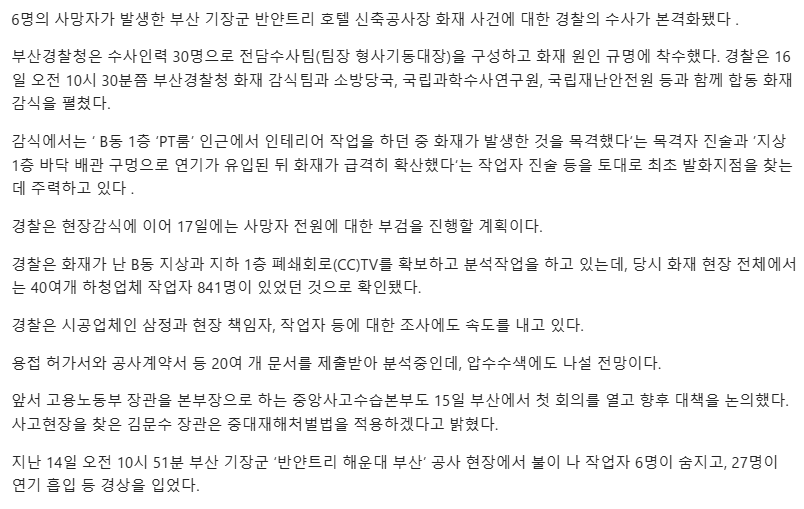 6명의 사망자가 발생한 부산 기장군 반얀트리 호텔 신축공사장 화재 사건에 대한 경찰의 수사가 본격화됐다 .
부산경찰청은 수사인력 30명으로 전담수사팀(팀장 형사기동대장)을 구성하고 화재 원인 규명에 착수했다. 경찰은 16
일 오전 10시 30분쯤 부산경찰청 화재 감식팀과 소방당국, 국립과학수사연구원, 국립재난안전원 등과 함께 합동 화재
감식을 펼쳤다.
감식에서는 ‘ B동 1층 ‘PT룸’ 인근에서 인테리어 작업을 하던 중 화재가 발생한 것을 목격했다’는 목격자 진술과 ‘지상
1층 바닥 배관 구멍으로 연기가 유입된 뒤 화재가 급격히 확산했다’는 작업자 진술 등을 토대로 최초 발화지점을 찾는
데 주력하고 있다 .
경찰은 현장감식에 이어 17일에는 사망자 전원에 대한 부검을 진행할 계획이다.
경찰은 화재가 난 B동 지상과 지하 1층 폐쇄회로(CC)TV를 확보하고 분석작업을 하고 있는데, 당시 화재 현장 전체에서
는 40여개 하청업체 작업자 841명이 있었던 것으로 확인됐다.
경찰은 시공업체인 삼정과 현장 책임자, 작업자 등에 대한 조사에도 속도를 내고 있다.
용접 허가서와 공사계약서 등 20여 개 문서를 제출받아 분석중인데, 압수수색에도 나설 전망이다.
앞서 고용노동부 장관을 본부장으로 하는 중앙사고수습본부도 15일 부산에서 첫 회의를 열고 향후 대책을 논의했다.
사고현장을 찾은 김문수 장관은 중대재해처벌법을 적용하겠다고 밝혔다.
지난 14일 오전 10시 51분 부산 기장군 ‘반얀트리 해운대 부산’ 공사 현장에서 불이 나 작업자 6명이 숨지고, 27명이
연기 흡입 등 경상을 입었다.